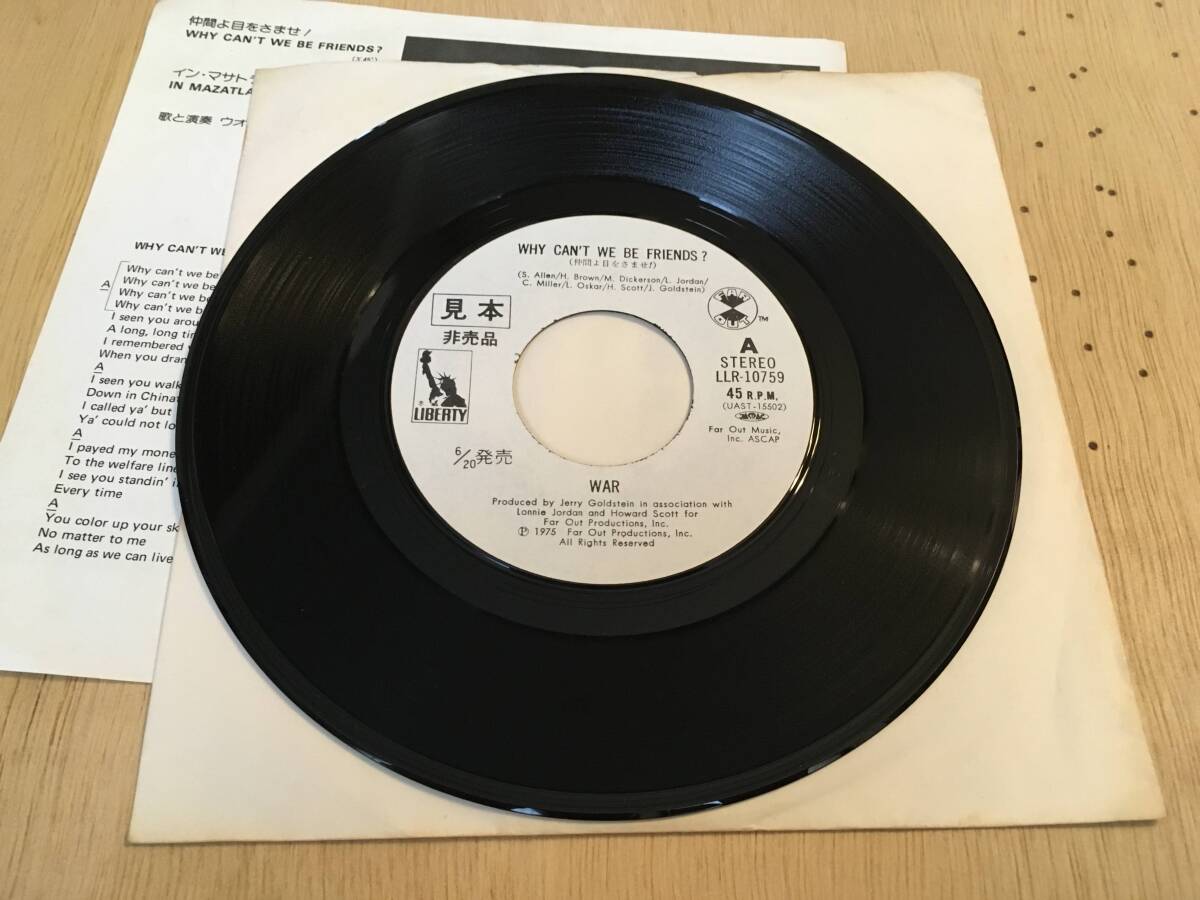 仲間よ目をさませ!
WHY CAN'T WE BE FRIENDS?
イン・マサトラ
IN MAZATLA
歌と演奏 ウオ
WHY CAN'T WE
Why can't we be
Why can't we be
A
Why can't we be
Why can't we b
I seen you arou
A long, long tim
I remembered
When you dran
A
I seen you walk
Down in Chinat
I called ya' but
Ya' could not lo
A
I payed my mone
To the welfare line
I see you standin' i
Every time
A
You color up your sk
No matter to me
As long as we can live
WHY CAN'T WE BE FRIENDS?
(仲間よ目をさませ!)
(S. Allen/H. Brown/M. Dickerson/L. Jordan/
C. Miller/L. Oskar/H. Scott/J. Goldstein)
見本
非売品
FAR
OUT
TM
A
STEREO
LLR-10759
45 R.P.M.
(UAST-15502)
Far Out Music,
Inc. ASCAP
LIBERTY
6/20発売
WAR
Produced by Jerry Goldstein in association with
Lonnie Jordan and Howard Scott for
Far Out Productions, Inc.
Ⓟ 1975 Far Out Productions, Inc.
All Rights Reserved